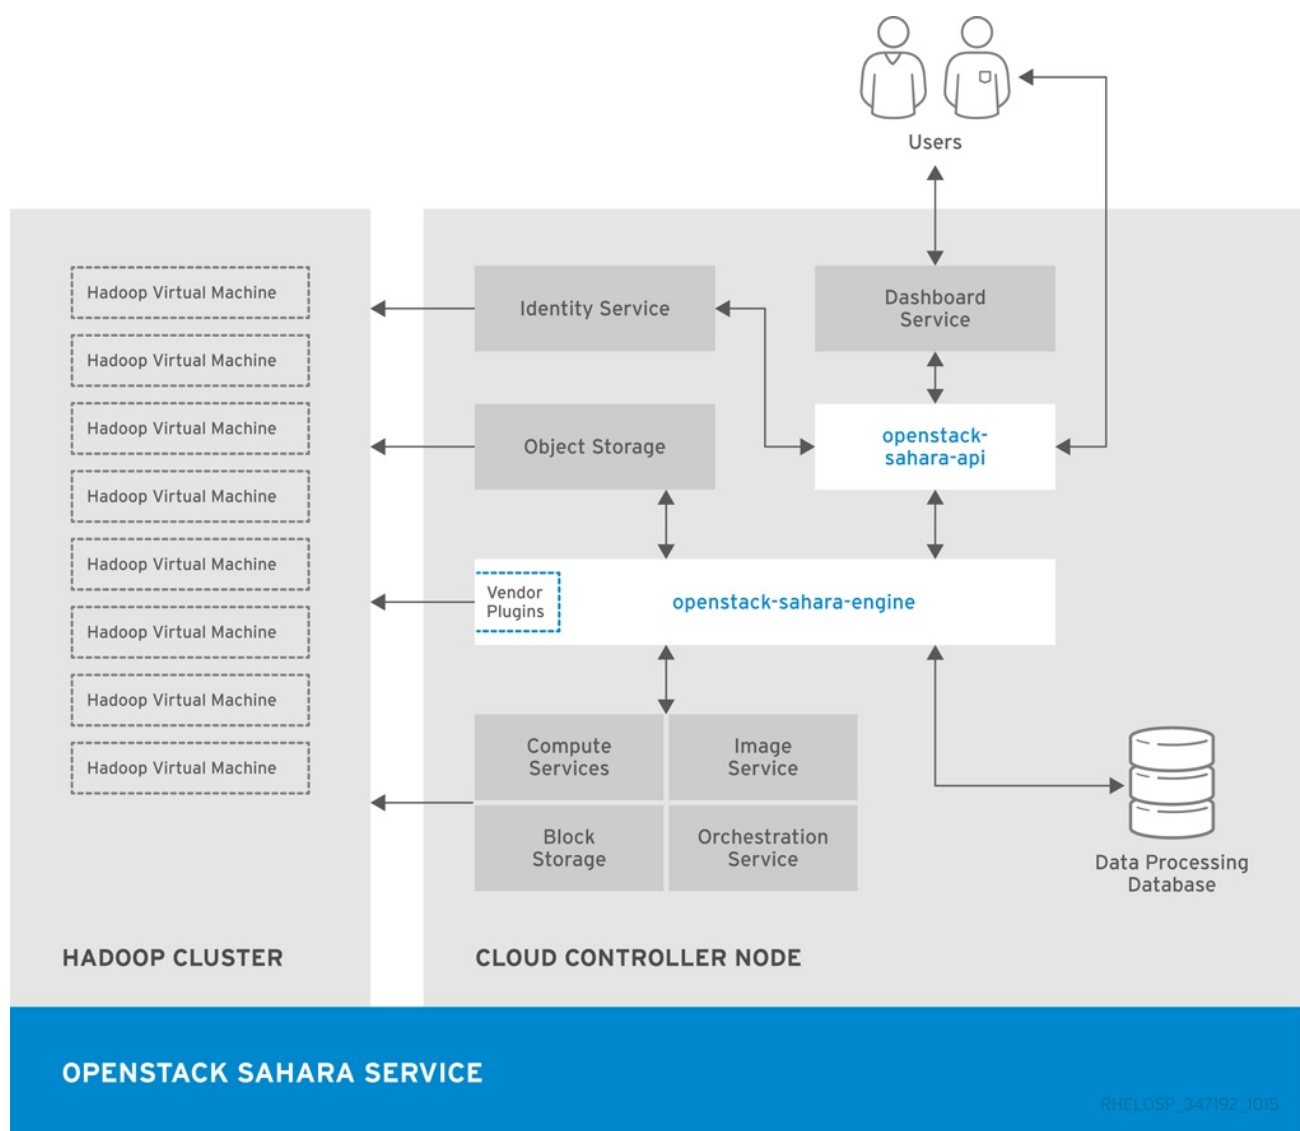 Users
Hadoop Virtual Machine
Hadoop Virtual Machine
Hadoop Virtual Machine
Hadoop Virtual Machine
Hadoop Virtual Machine
Hadoop Virtual Machine
Hadoop Virtual Machine
Hadoop Virtual Machine
HADOOP CLUSTER
Identity Service
Dashboard
Service
Object Storage
openstack-
sahara-api
Vendor
Plugins
openstack-sahara-engine
Compute
Services
Image
Service
Block
Storage
Orchestration
Service
Data Processing
Database
CLOUD CONTROLLER NODE
OPENSTACK SAHARA SERVICE
RHELOSP_347192_1015